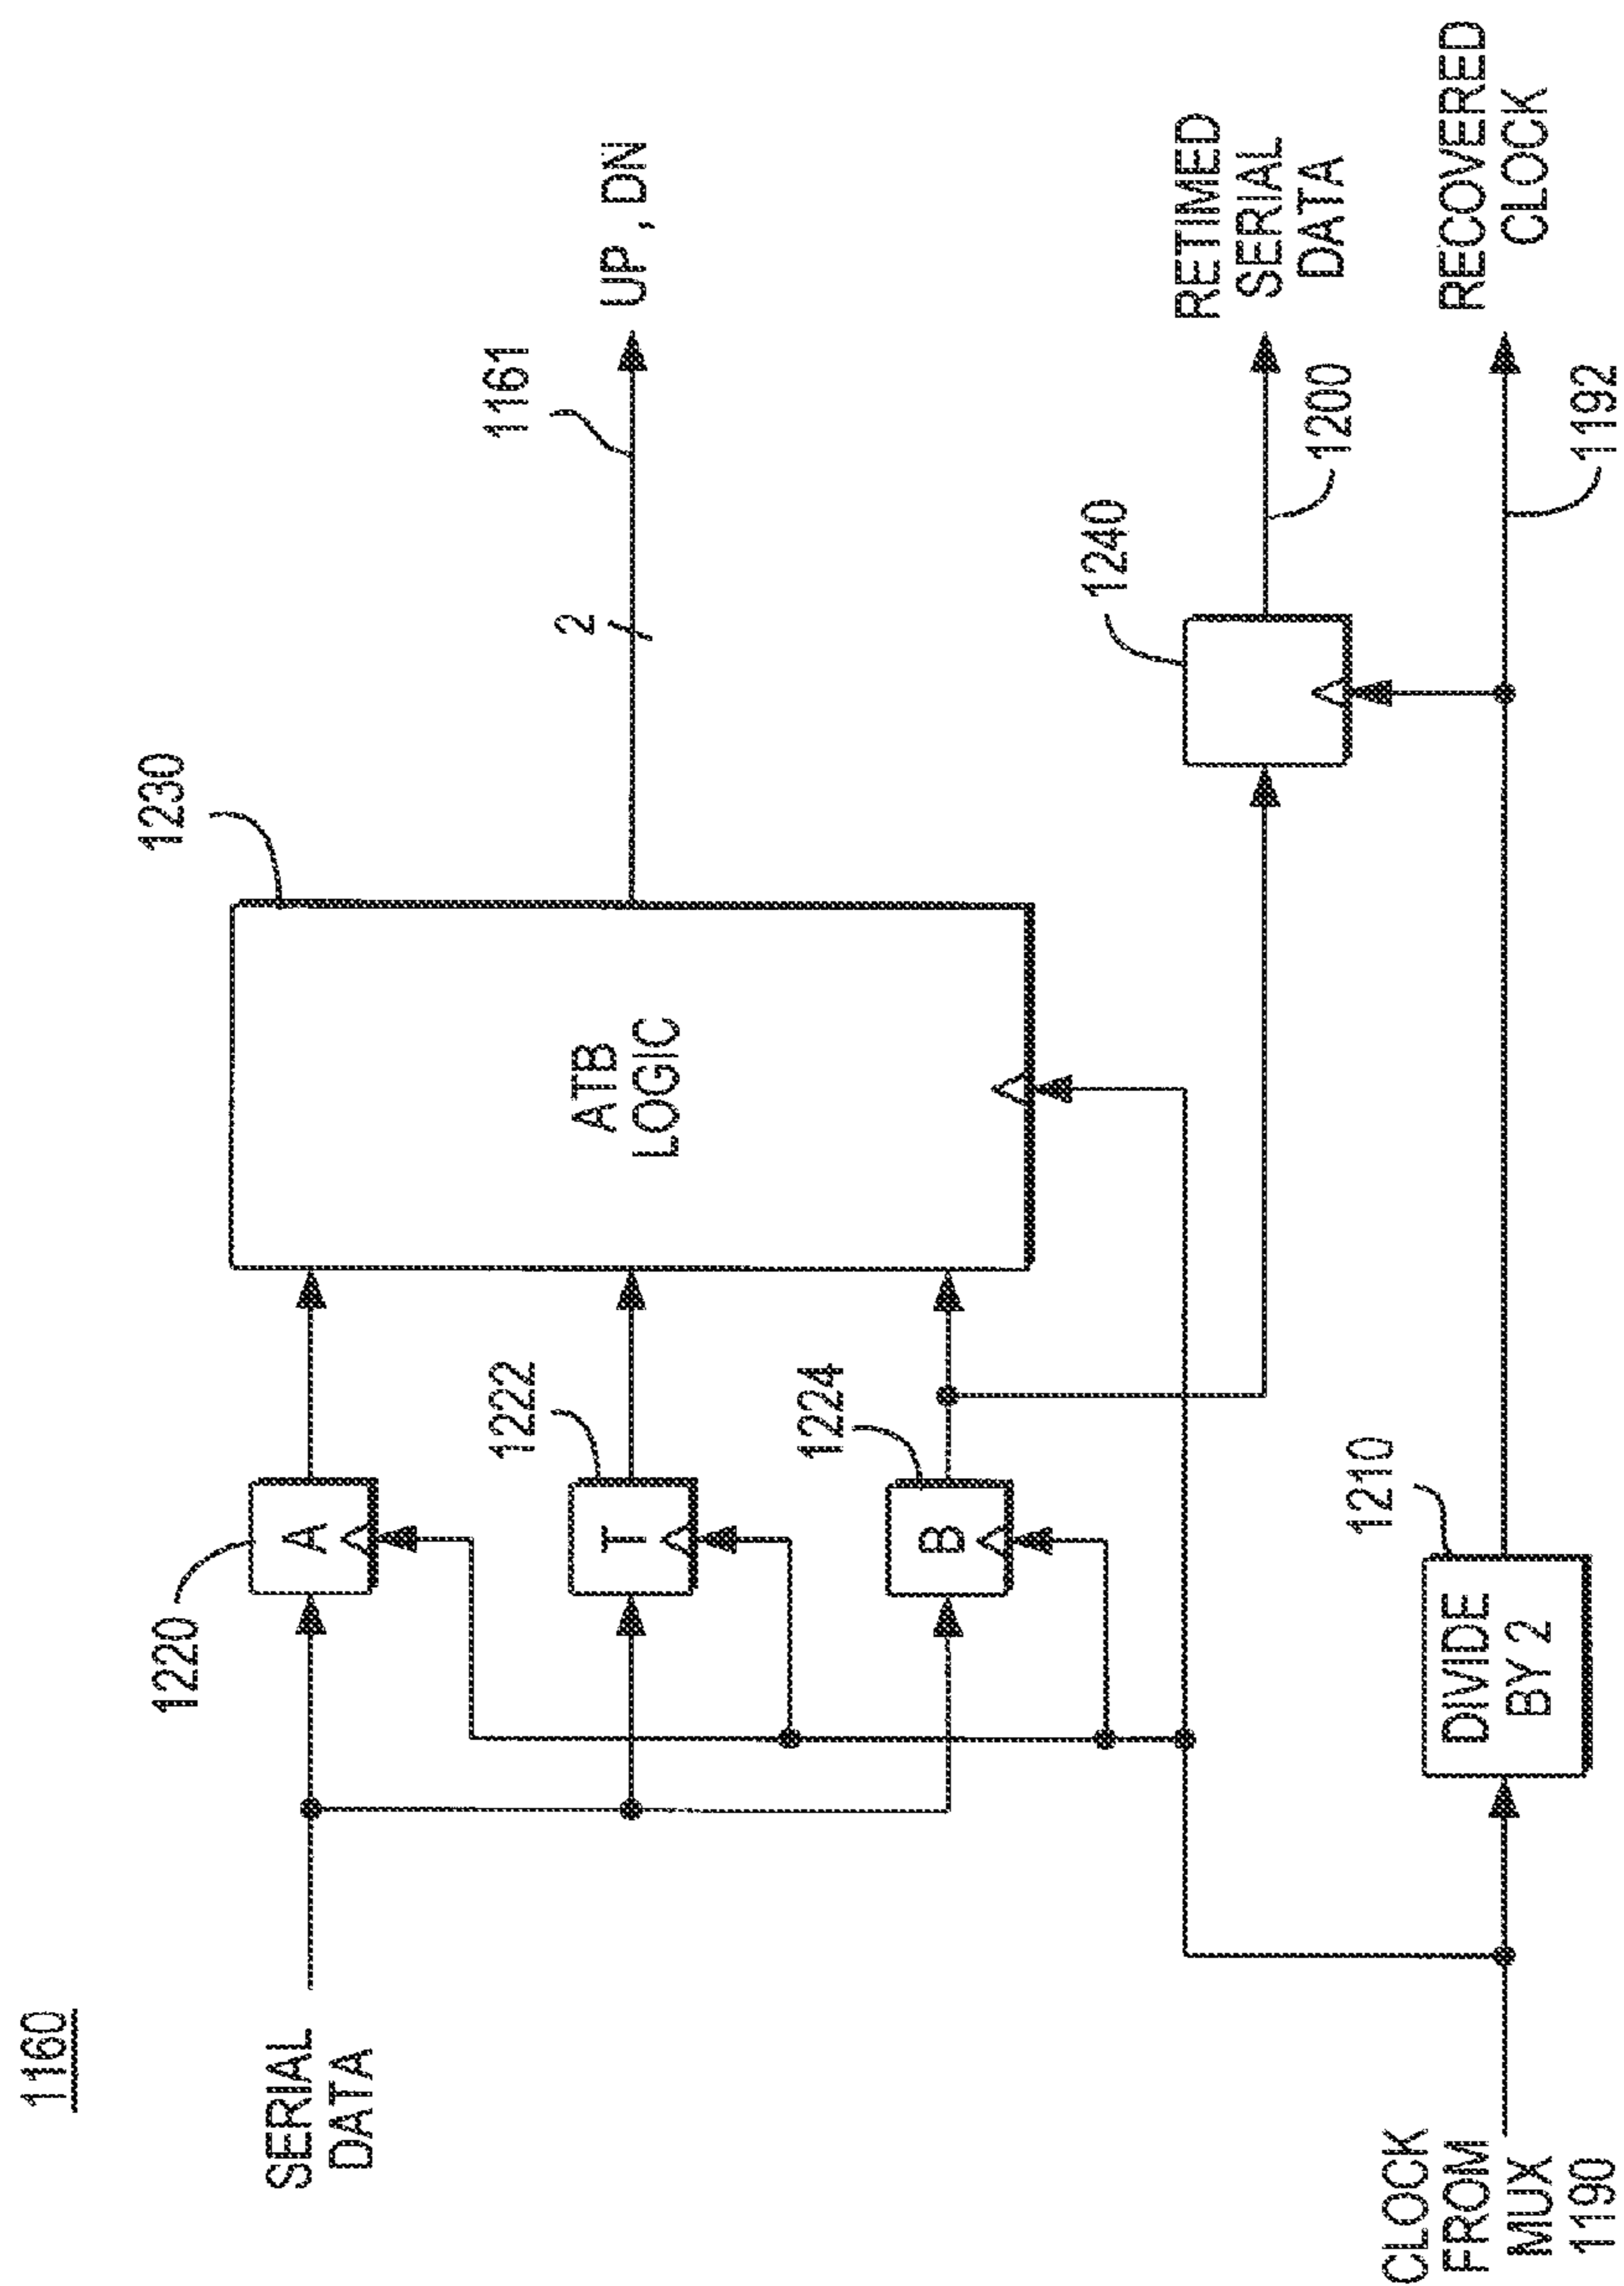 1160
SERIAL
DATA
1220
A
1222
T
1224
B
1230
ATB
LOGIC
2
1161
UP , DN
1240
RETIMED
SERIAL
DATA
1200
CLOCK
FROM
MUX
1190
1210
DIVIDE
BY 2
RECOVERED
CLOCK
1192